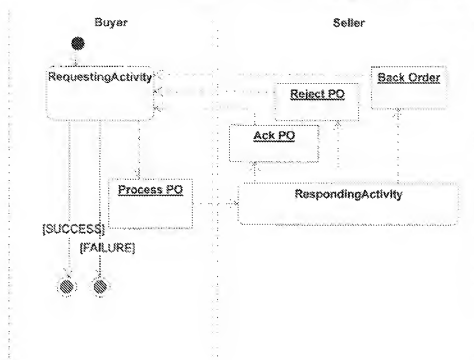 Buyer
Seller
RequestingActivity
Back Order
Reject PO
Ack PO
Process PO
RespondingActivity
[SUCCESS]
[FAILURE]